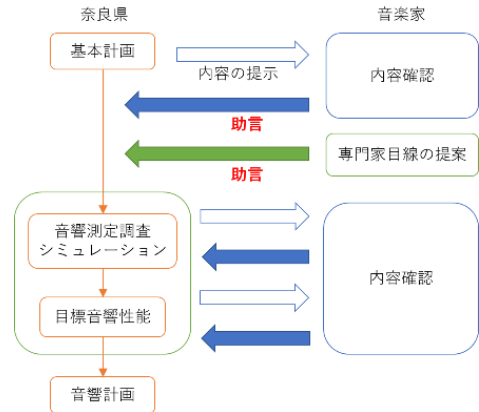 奈良県
音楽家
基本計画
内容の提示
内容確認
助言
専門家目線の提案
助言
音響測定調査
シミュレーション
内容確認
目標音響性能
音響計画